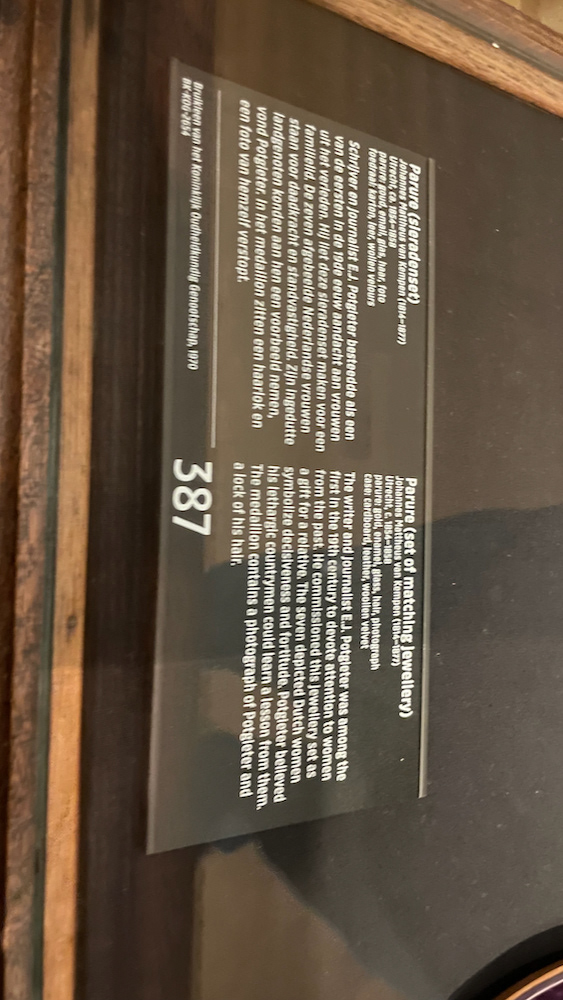 Parure (sieradenset)
Johannes Mattheus van Kempen (1814–1877)
Utrecht, ca. 1854–1868
parure: goud, email, glas, haar, foto
foedraal: karton, leer, wollen velours
Schrijver en journalist E.J. Potgieter besteedde als een
van de eersten in de 19de eeuw aandacht aan vrouwen
uit het verleden. Hij liet deze sieradenset maken voor een
familielid. De zeven afgebeelde Nederlandse vrouwen
staan voor daadkracht en standvastigheid. Zijn ingedutte
landgenoten konden aan hen een voorbeeld nemen,
vond Potgieter. In het medaillon zitten een haarlok en
een foto van hemzelf verstopt.
Bruikleen van het Koninklijk Oudheidkundig Genootschap, 1970
BK-KOG-2654
Parure (set of matching jewellery)
Johannes Mattheus van Kempen (1814–1877)
Utrecht, c. 1854–1868
parure: gold, enamel, glass, hair, photograph
case: cardboard, leather, woollen velvet
The writer and journalist E.J. Potgieter was among the
first in the 19th century to devote attention to women
from the past. He commissioned this jewellery set as
a gift for a relative. The seven depicted Dutch women
symbolize decisiveness and fortitude. Potgieter believed
his lethargic countrymen could learn a lesson from them.
The medallion contains a photograph of Potgieter and
a lock of his hair.
387